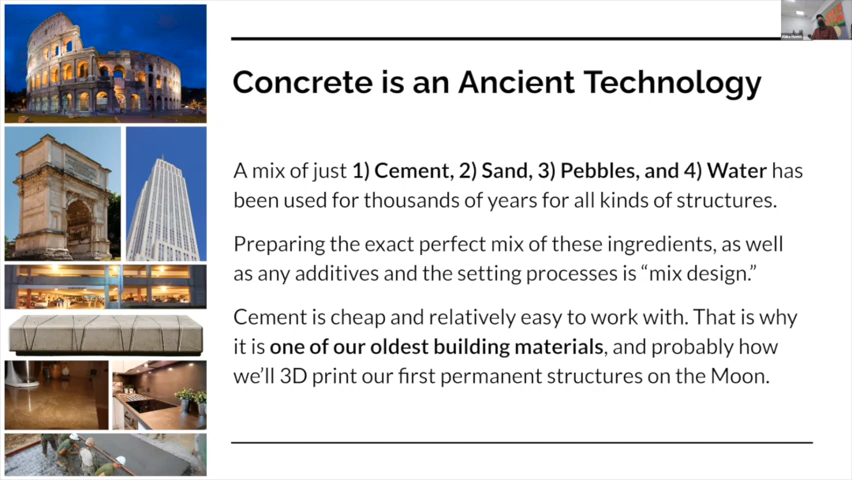 Concrete is an Ancient Technology
A mix of just 1) Cement, 2) Sand, 3) Pebbles, and 4) Water has
been used for thousands of years for all kinds of structures.
Preparing the exact perfect mix of these ingredients, as well
as any additives and the setting processes is “mix design.”
Cement is cheap and relatively easy to work with. That is why
it is one of our oldest building materials, and probably how
we’ll 3D print our first permanent structures on the Moon.